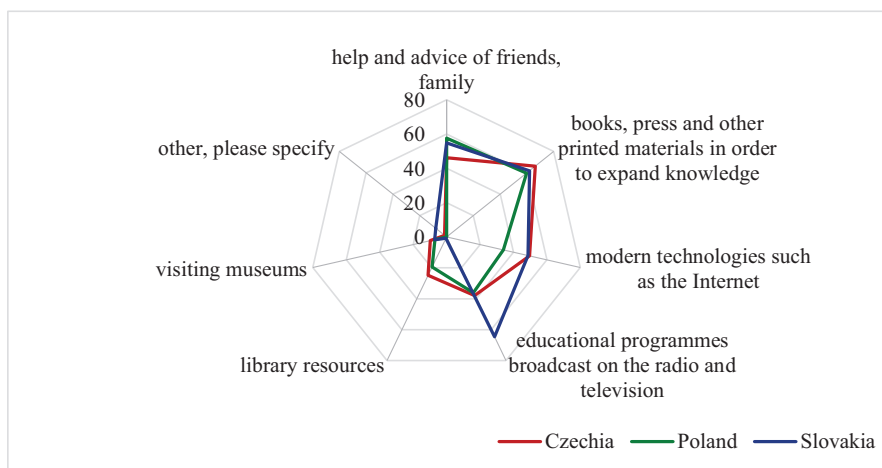 help and advice of friends,
family
80
60
40
20
0
books, press and other
printed materials in order
to expand knowledge
modern technologies such
as the Internet
educational programmes
broadcast on the radio and
television
library resources
visiting museums
other, please specify
Czechia
Poland
Slovakia